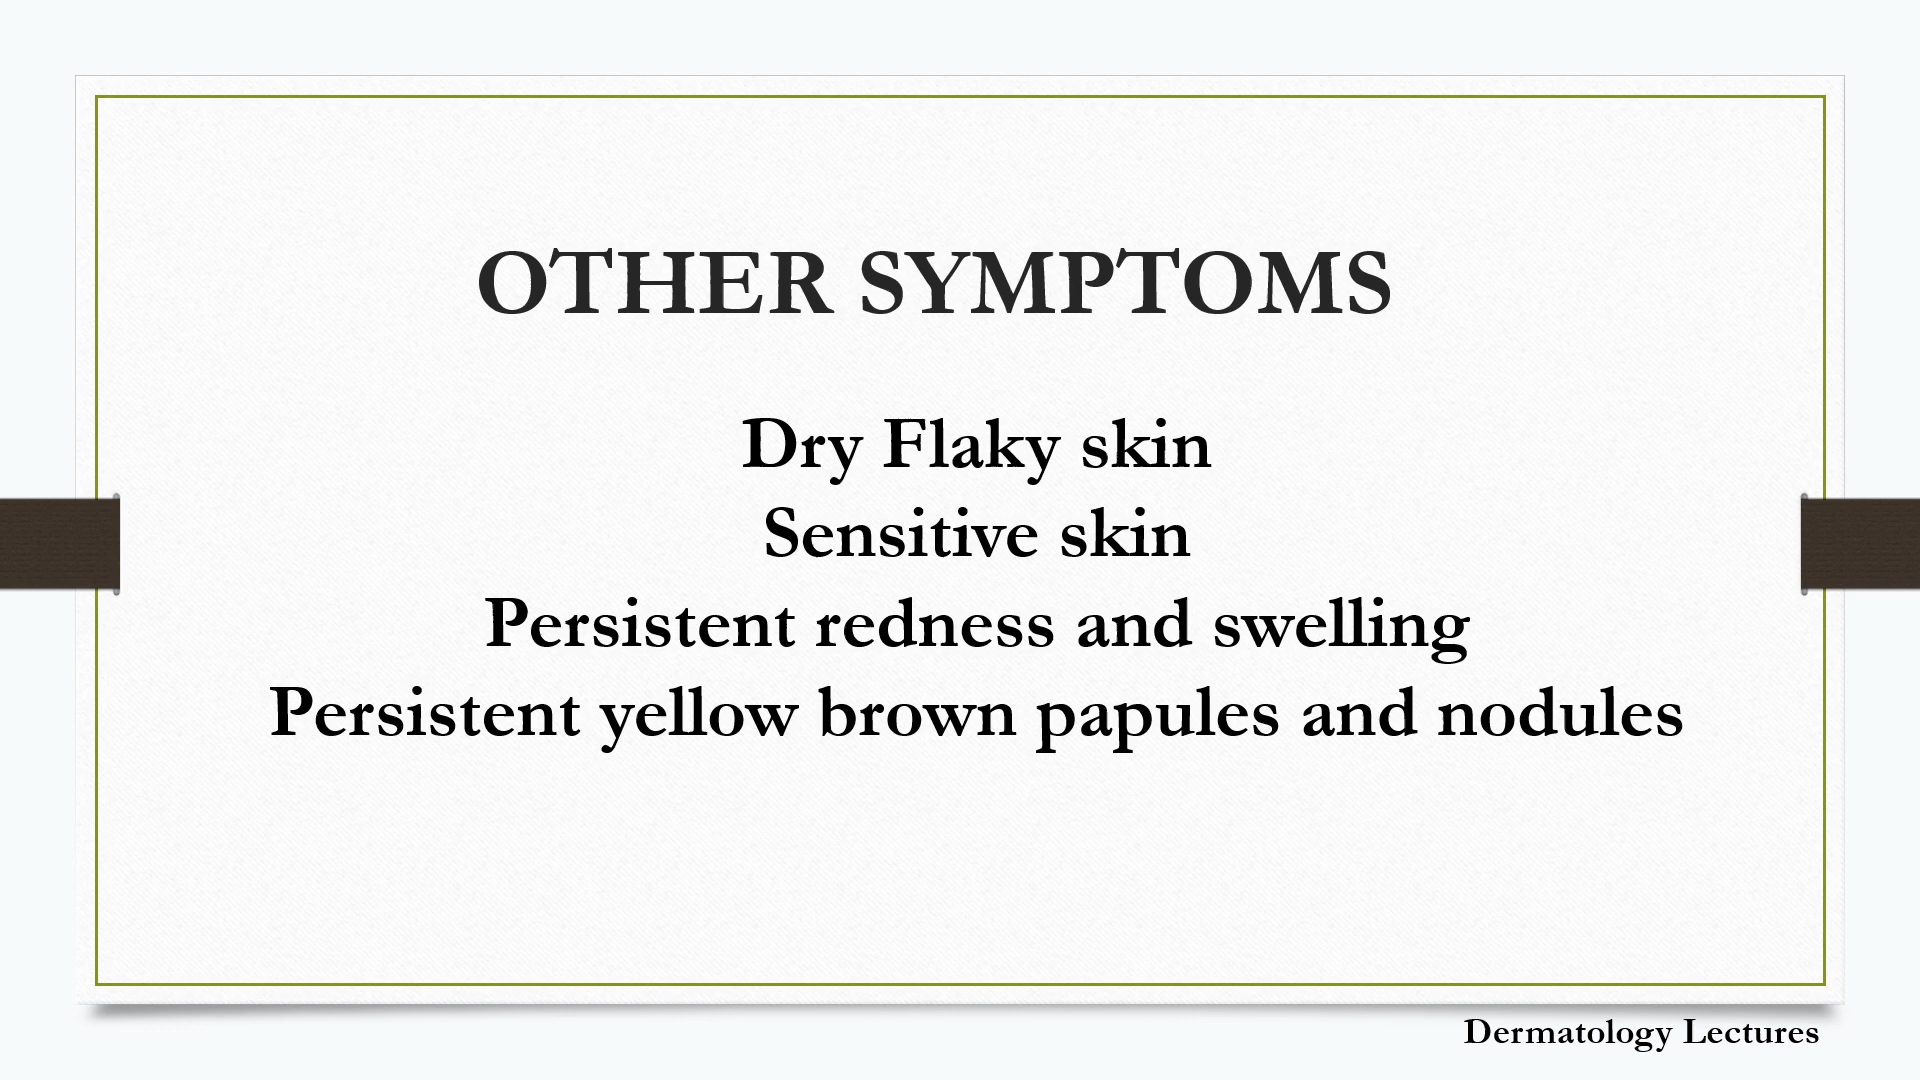 OTHER SYMPTOMS
Dry Flaky skin
Sensitive skin
Persistent redness and swelling
Persistent yellow brown papules and nodules
Dermatology Lectures